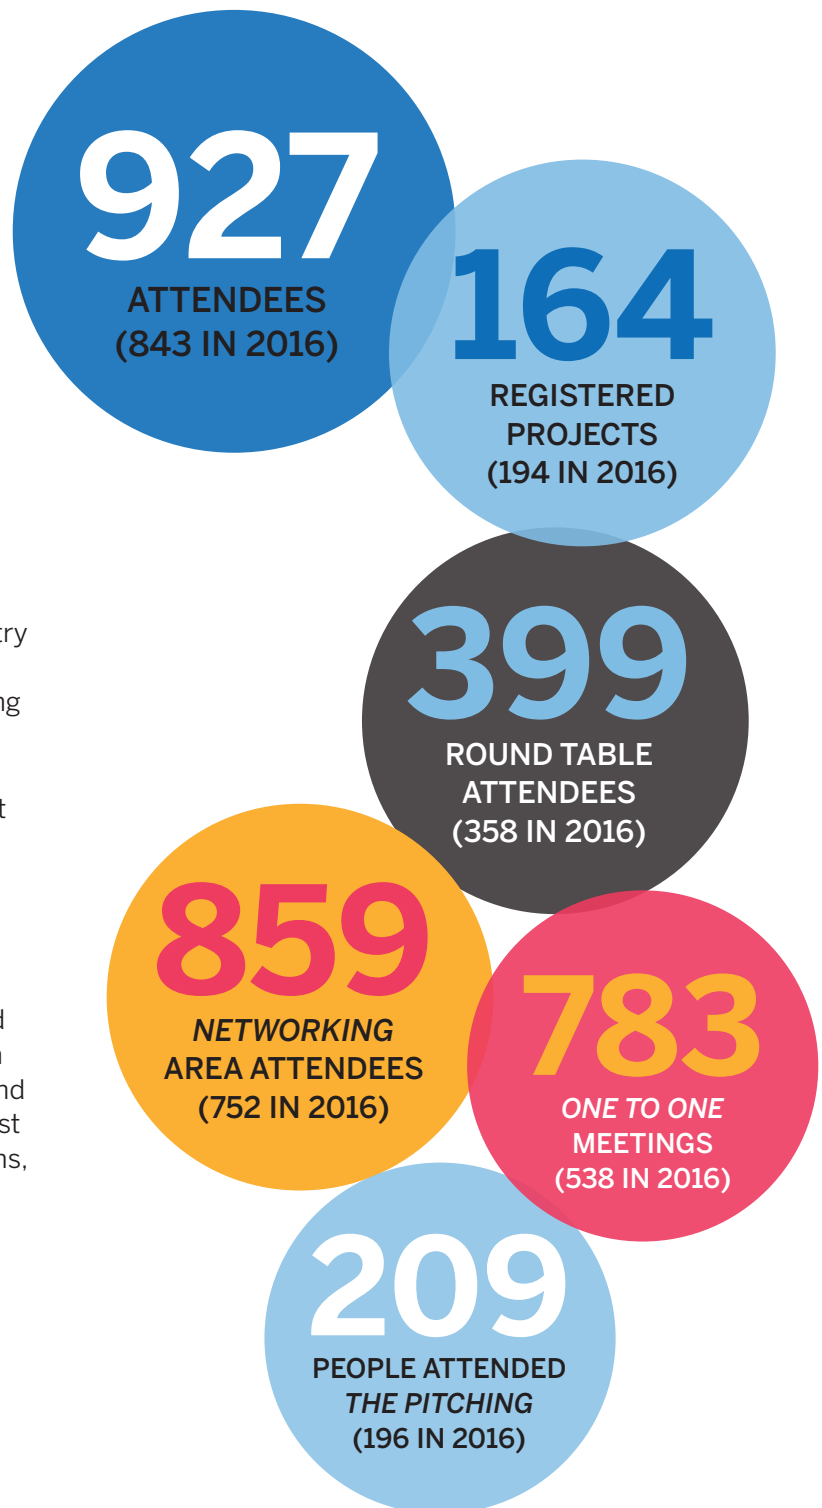 927
ATTENDEES
(843 IN 2016)
164
REGISTERED
PROJECTS
(194 IN 2016)
399
ROUND TABLE
ATTENDEES
(358 IN 2016)
859
NETWORKING
AREA ATTENDEES
(752 IN 2016)
783
ONE TO ONE
MEETINGS
(538 IN 2016)
209
PEOPLE ATTENDED
THE PITCHING
(196 IN 2016)